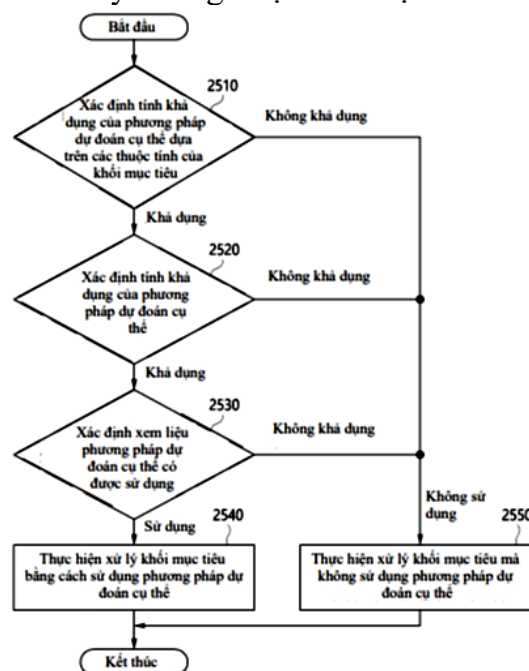 Bắt đầu
2510
Xác định tính khả
dụng của phương pháp
dự đoán cụ thể dựa
trên các thuộc tính của
khối mục tiêu
Không khả dụng
Khả dụng
2520
Xác định tính khả
dụng của phương
pháp dự đoán cụ
thể
Không khả dụng
Khả dụng
2530
Xác định xem liệu
phương pháp dự
đoán cụ thể có
được sử dụng
Không khả dụng
Sử dụng
2540
Không sử
dụng
2550
Thực hiện xử lý khối mục tiêu
bằng cách sử dụng phương pháp dự
đoán cụ thể
Thực hiện xử lý khối mục tiêu mà
không sử dụng phương pháp dự
đoán cụ thể
Kết thúc